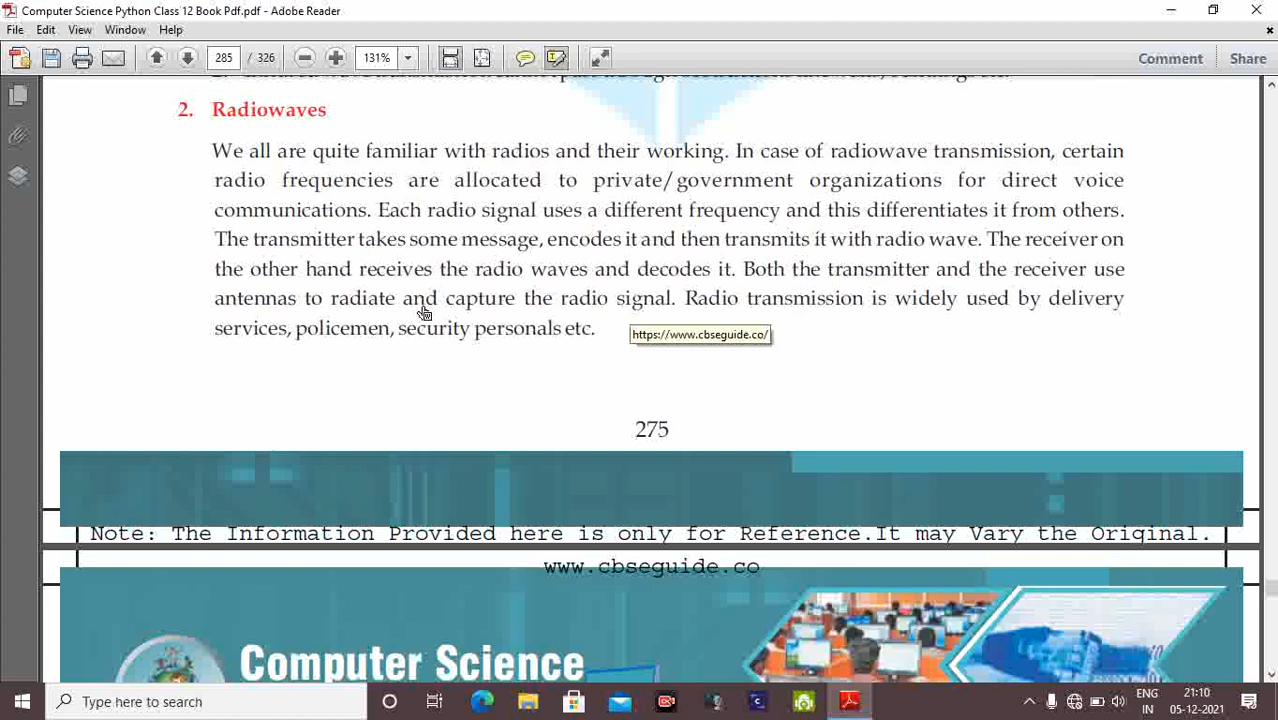 Computer Science Python Class 12 Book Pdf.pdf - Adobe Reader
File Edit View Window Help
285 / 326 131% Comment Share
2. Radiowaves
We all are quite familiar with radios and their working. In case of radiowave transmission, certain
radio frequencies are allocated to private/government organizations for direct voice
communications. Each radio signal uses a different frequency and this differentiates it from others.
The transmitter takes some message, encodes it and then transmits it with radio wave. The receiver on
the other hand receives the radio waves and decodes it. Both the transmitter and the receiver use
antennas to radiate and capture the radio signal. Radio transmission is widely used by delivery
services, policemen, security personals etc.
https://www.cbseguide.co/
275
Note: The Information Provided here is only for Reference.It may Vary the Original.
www.cbseguide.co
Computer Science
Type here to search
ENG
IN
21:10
05-12-2021